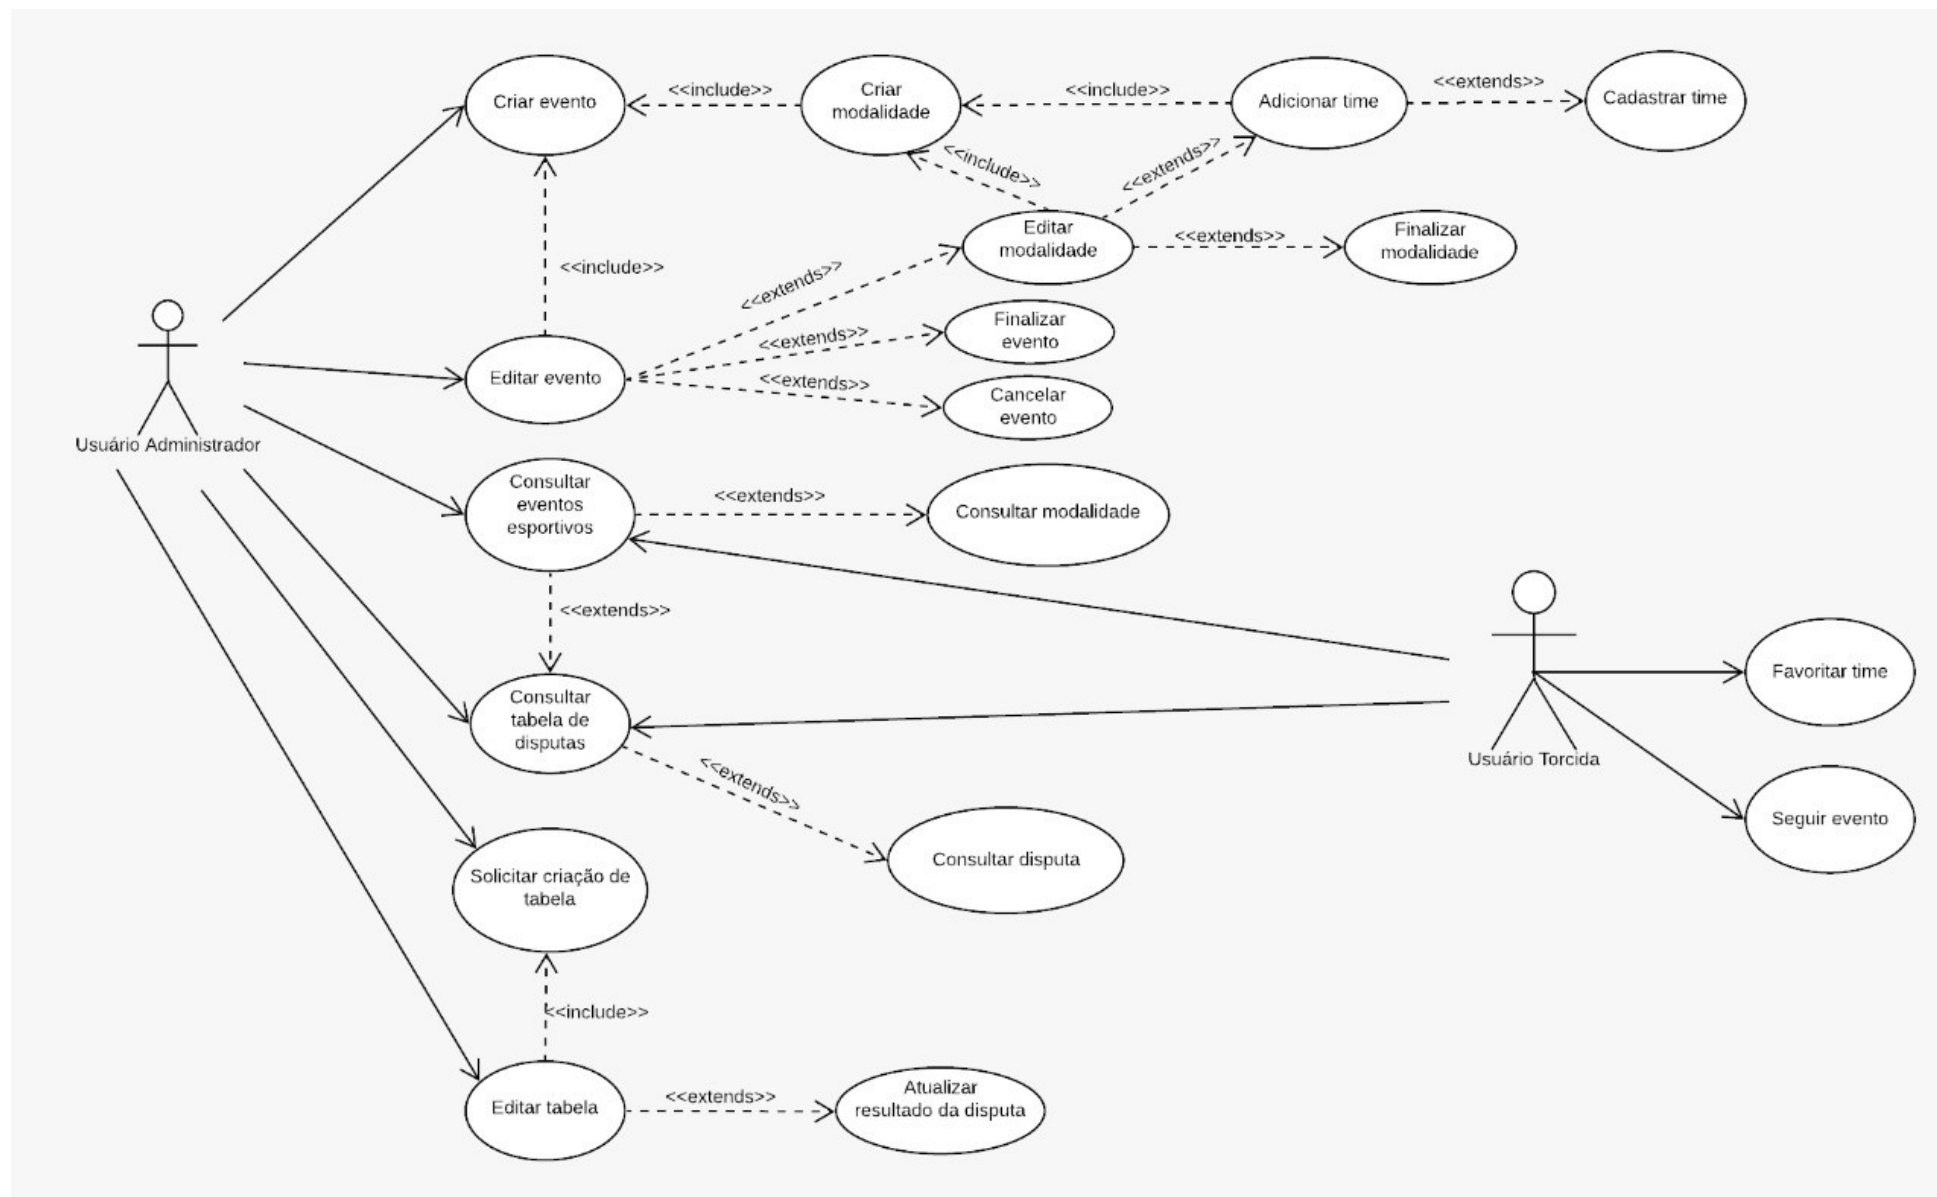 Criar evento
<<include>>
Criar
modalidade
<<include>>
Adicionar time
<<extends>>
Cadastrar time
<<include>>
<<extends>>
Editar
modalidade
<<extends>>
Finalizar
modalidade
<<include>>
<<extends>>
Finalizar
evento
<<extends>>
Editar evento
<<extends>>
Cancelar
evento
Usuário Administrador
Consultar
eventos
esportivos
<<extends>>
Consultar modalidade
<<extends>>
Consultar
tabela de
disputas
<<extends>>
Consultar disputa
Favoritar time
Usuário Torcida
Seguir evento
Solicitar criação de
tabela
<<include>>
Editar tabela
<<extends>>
Atualizar
resultado da disputa